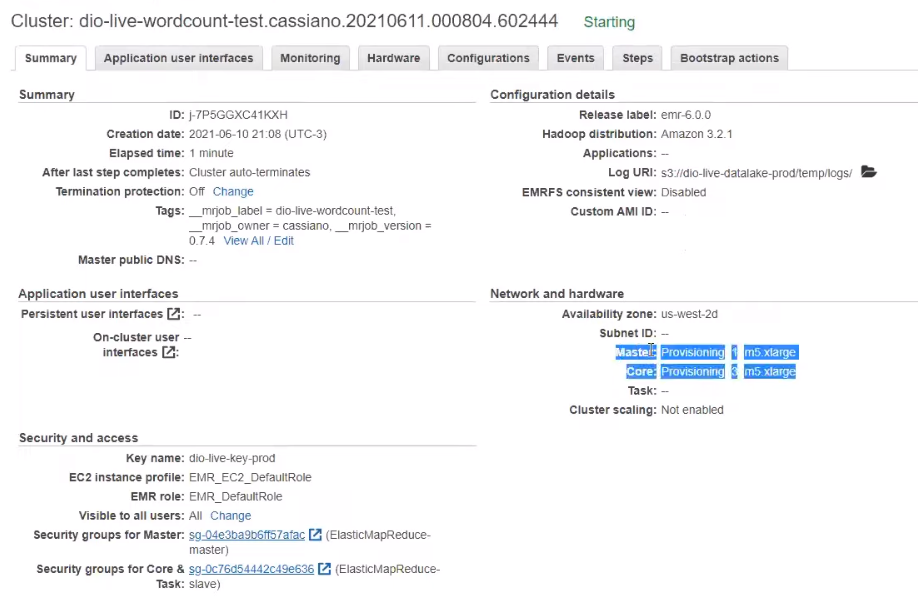 Cluster: dio-live-wordcount-test.cassiano.20210611.000804.602444 Starting
Summary Application user interfaces Monitoring Hardware Configurations Events Steps Bootstrap actions
Summary
ID: j-7P5GGXC41KXH
Creation date: 2021-06-10 21:08 (UTC-3)
Elapsed time: 1 minute
After last step completes: Cluster auto-terminates
Termination protection: Off Change
Tags: __mrjob_label = dio-live-wordcount-test,
__mrjob_owner = cassiano, __mrjob_version =
0.7.4 View All / Edit
Master public DNS: --
Configuration details
Release label: emr-6.0.0
Hadoop distribution: Amazon 3.2.1
Applications: --
Log URI: s3://dio-live-datalake-prod/temp/logs/
EMRFS consistent view: Disabled
Custom AMI ID: --
Application user interfaces
Persistent user interfaces : --
On-cluster user --
interfaces :
Network and hardware
Availability zone: us-west-2d
Subnet ID: --
Master: Provisioning 1 m5.xlarge
Core: Provisioning 3 m5.xlarge
Task: --
Cluster scaling: Not enabled
Security and access
Key name: dio-live-key-prod
EC2 instance profile: EMR_EC2_DefaultRole
EMR role: EMR_DefaultRole
Visible to all users: All Change
Security groups for Master: sg-04e3ba9b6ff57afac (ElasticMapReduce-
master)
Security groups for Core & sg-0c76d54442c49e636 (ElasticMapReduce-
Task: slave)